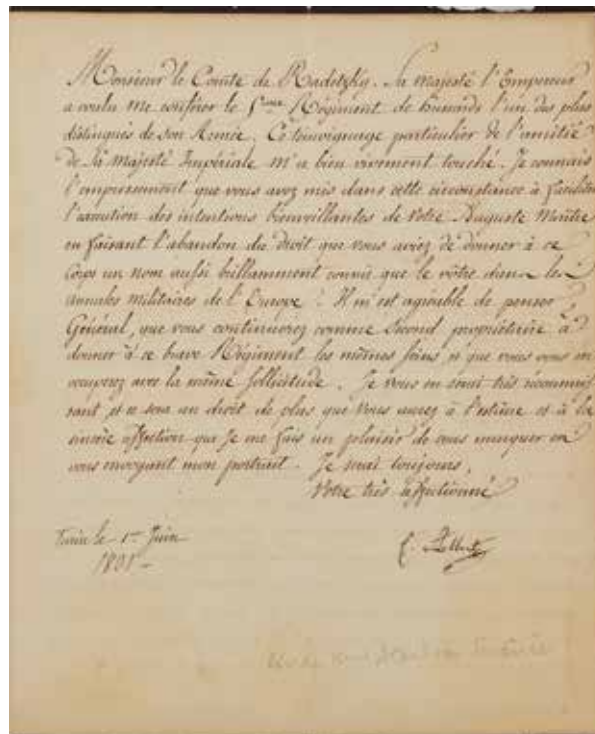 Monsieur le Comte de Radetzky. Sa majesté l'Empereur
a voulu me conférer le 5me Régiment de hussards l'un des plus
distingués de son Armée. Ce témoignage particulier de l'amitié
de Sa Majesté Impériale m'a bien vivement touché. Je connais
l'empressement que vous avez mis dans cette circonstance à faciliter
l'exécution des intentions bienveillantes de votre Auguste Maître
en faisant l'abandon du droit que vous aviez de donner à ce
Corps un nom aussi brillamment connu que le vôtre dans les
annales militaires de l'Europe. Il m'est agréable de penser
Général, que vous continuerez comme Second propriétaire à
donner à ce brave Régiment les mêmes soins, et que vous vous en
occuperez avec la même sollicitude. Je vous en serai très reconnais
sant, et ce sera un droit de plus que vous aurez à l'estime et à la
sincère affection que Je me fais un plaisir de vous marquer en
vous envoyant mon portrait. Je suis toujours,
Votre très affectionné
Turin le 1er Juin
C. Albert